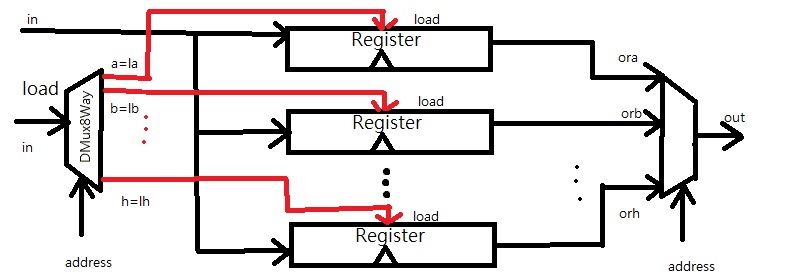 in
load
Register
a=la
ora
load
DMux8Way
b=lb
load
Register
orb
out
in
h=lh
load
Register
orh
address
address